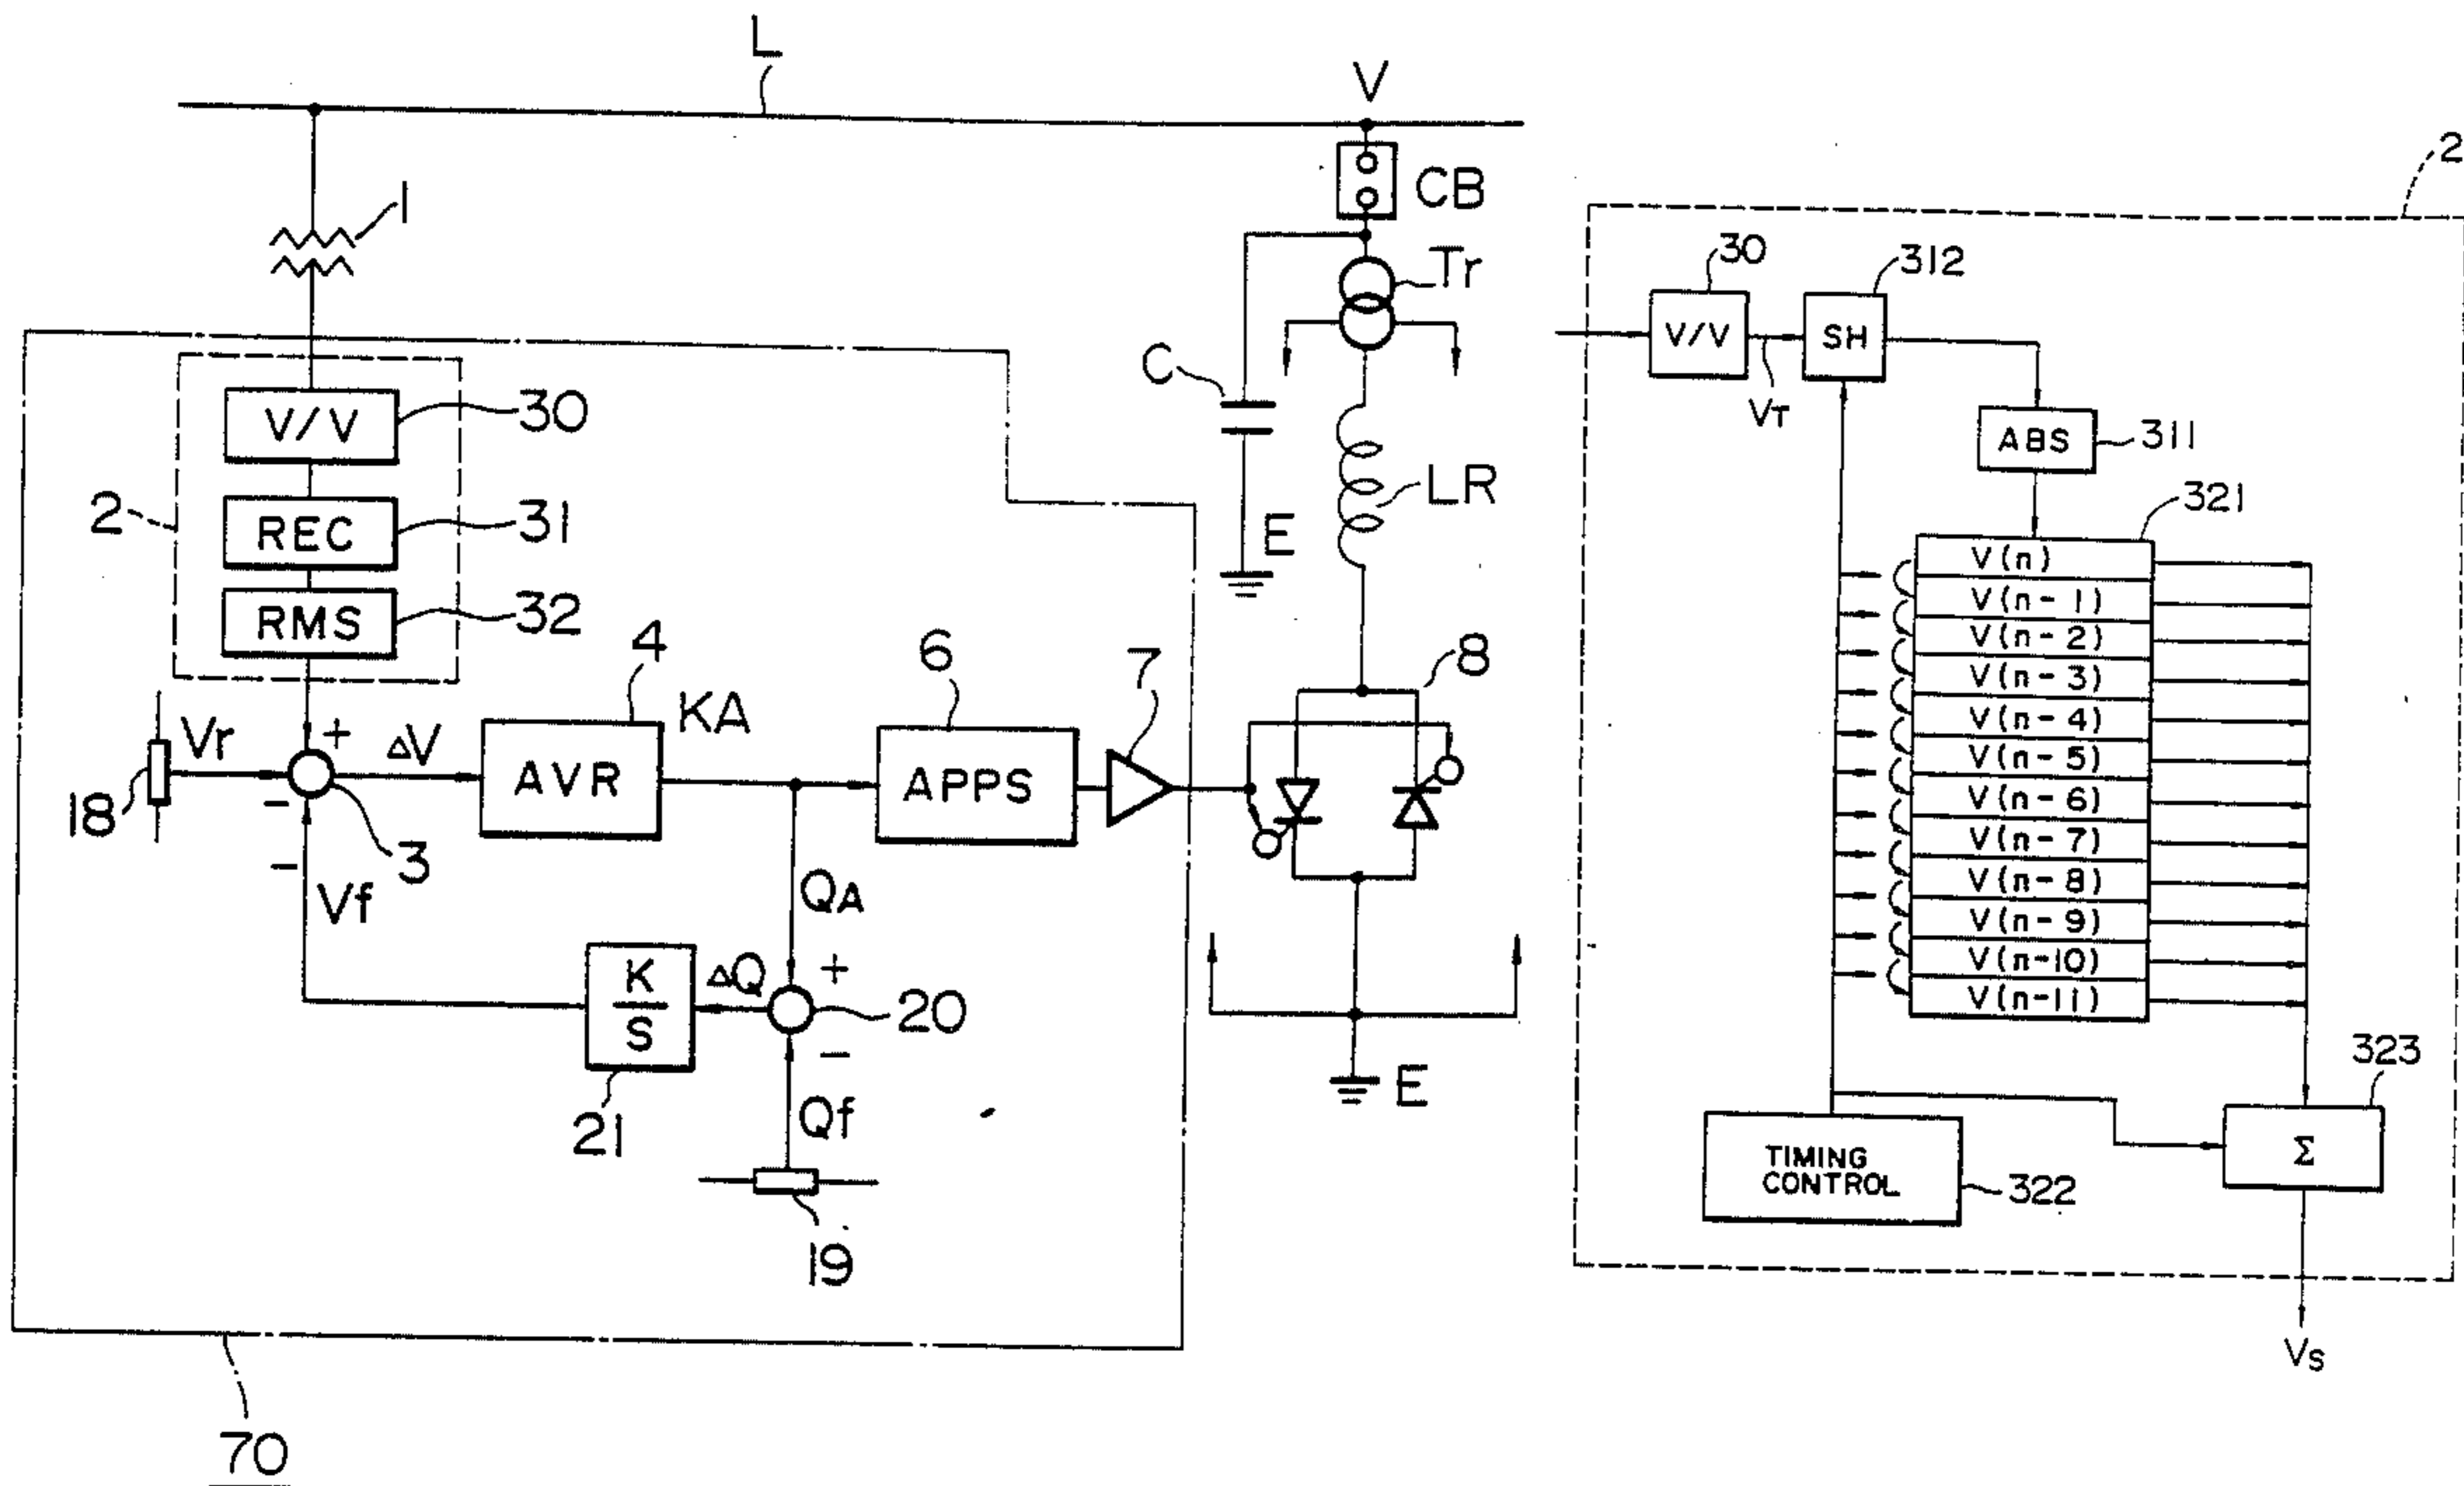 L
V
1
CB
Tr
C
LR
E
V/V
30
REC
31
2
RMS
32
8
Vr
+
ΔV
4
KA
AVR
6
APPS
7
18
-
3
-
Vf
QA
K
S
21
ΔQ
+
20
-
Qf
19
E
70
2
30
V/V
VT
312
SH
ABS
311
321
V(n)
V(n-1)
V(n-2)
V(n-3)
V(n-4)
V(n-5)
V(n-6)
V(n-7)
V(n-8)
V(n-9)
V(n-10)
V(n-11)
323
Σ
TIMING
CONTROL
322
VS